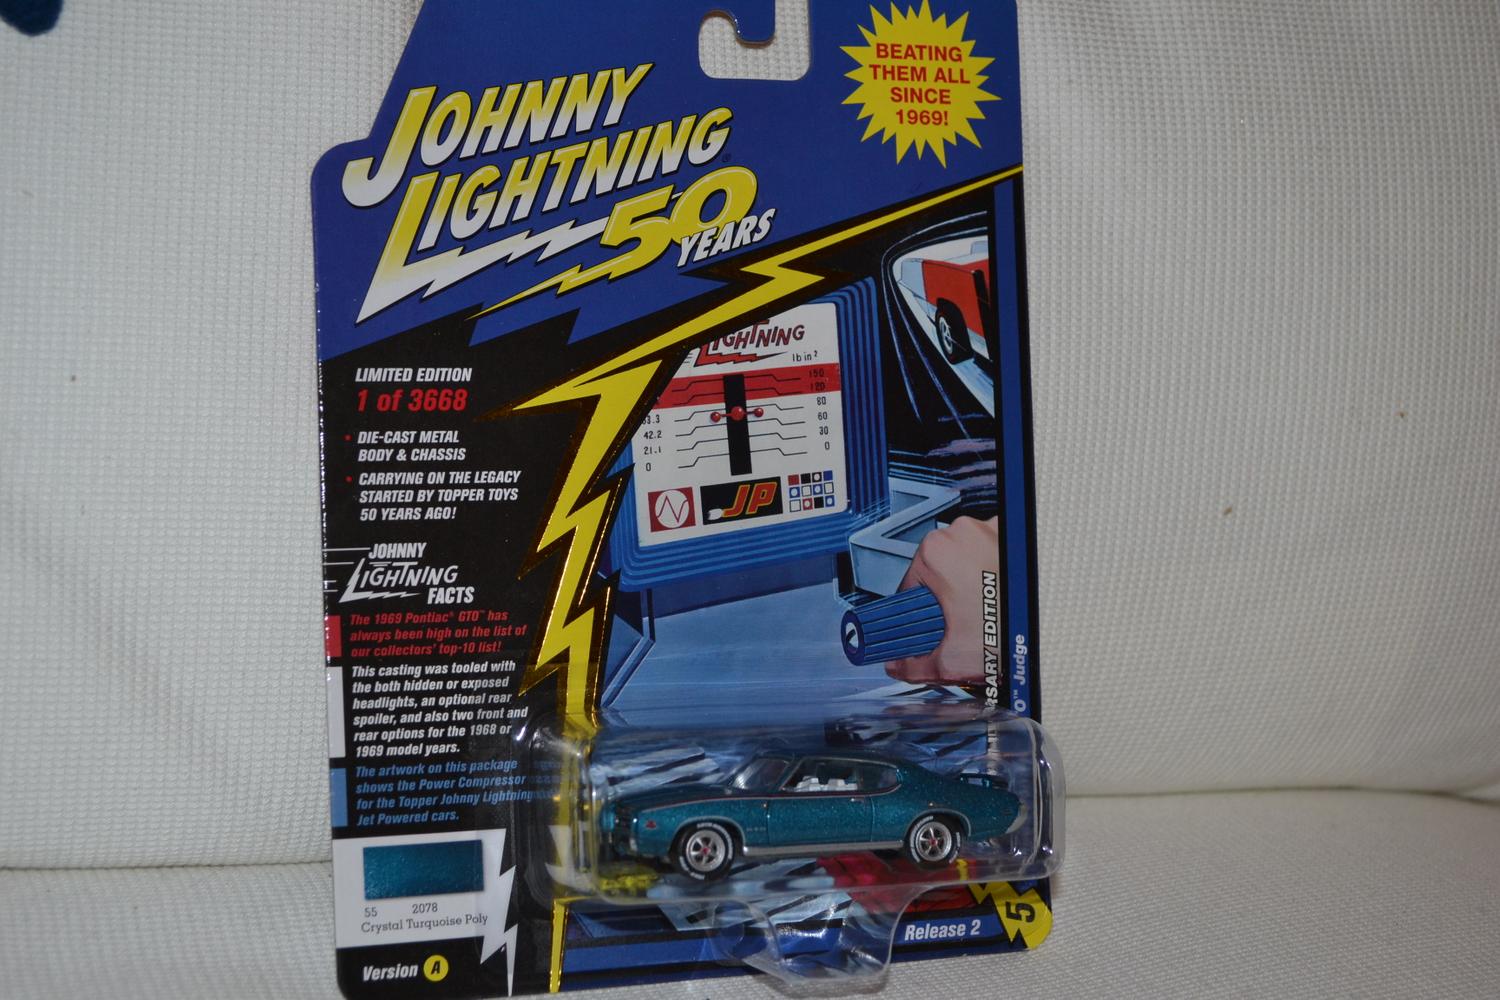 BEATING
THEM ALL
SINCE
1969!
JOHNNY
LIGHTNING®
50
YEARS
LIMITED EDITION
1 of 3668
• DIE-CAST METAL
BODY & CHASSIS
• CARRYING ON THE LEGACY
STARTED BY TOPPER TOYS
50 YEARS AGO!
JOHNNY
LIGHTNING
FACTS
The 1969 Pontiac® GTO™ has
always been high on the list of
our collectors' top-10 list!
This casting was tooled with
the both hidden or exposed
headlights, an optional rear
spoiler, and also two front and
rear options for the 1968 or
1969 model years.
The artwork on this package
shows the Power Compressor
for the Topper Johnny Lightning
Jet Powered cars.
55 2078
Crystal Turquoise Poly
Version A
LIGHTNING
lb in²
150
120
80
60
30
0
63.3
42.2
21.1
0
JP
RSARY EDITION
TO™ Judge
Release 2
5